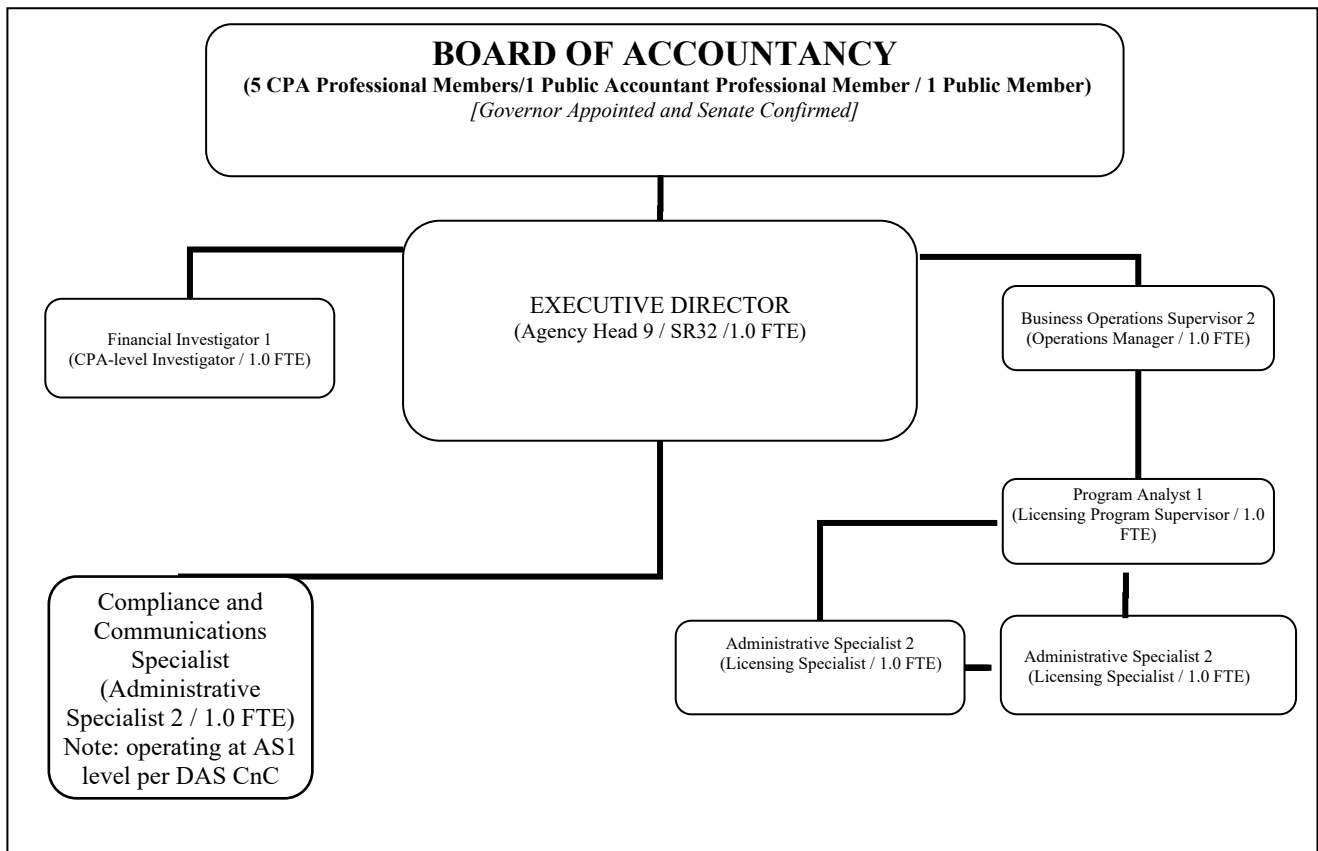 BOARD OF ACCOUNTANCY
(5 CPA Professional Members/1 Public Accountant Professional Member / 1 Public Member)
[Governor Appointed and Senate Confirmed]
EXECUTIVE DIRECTOR
(Agency Head 9 / SR32 /1.0 FTE)
Financial Investigator 1
(CPA-level Investigator / 1.0 FTE)
Business Operations Supervisor 2
(Operations Manager / 1.0 FTE)
Program Analyst 1
(Licensing Program Supervisor / 1.0
FTE)
Compliance and
Communications
Specialist
(Administrative
Specialist 2 / 1.0 FTE)
Note: operating at AS1
level per DAS CnC
Administrative Specialist 2
(Licensing Specialist / 1.0 FTE)
Administrative Specialist 2
(Licensing Specialist / 1.0 FTE)